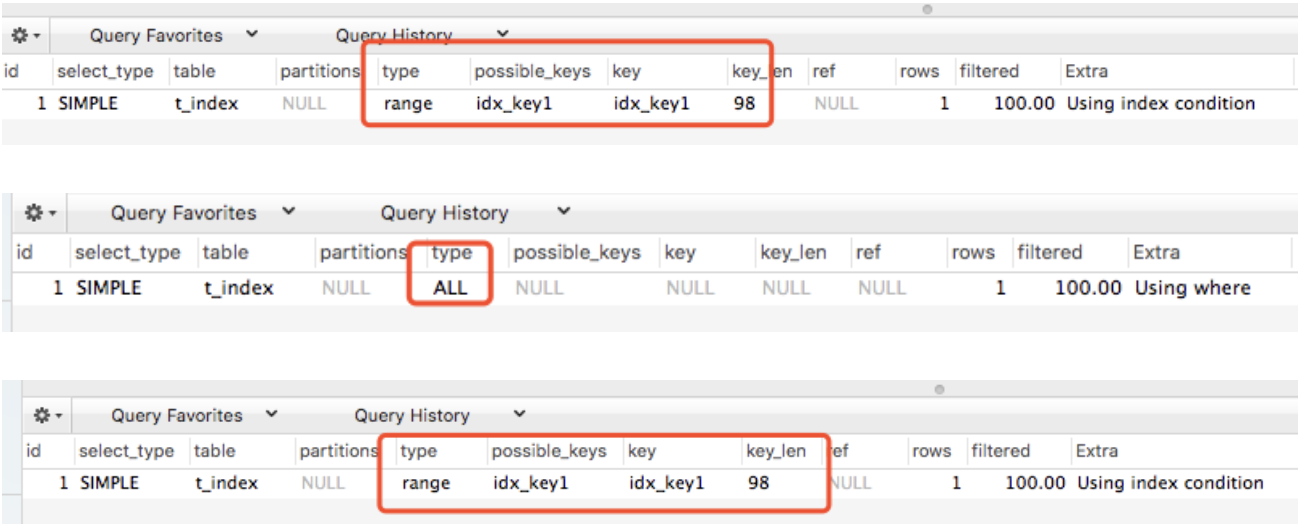 Query Favorites Query History
id select_type table partitions type possible_keys key key_len ref rows filtered Extra
1 SIMPLE t_index NULL range idx_key1 idx_key1 98 NULL 1 100.00 Using index condition
Query Favorites Query History
id select_type table partitions type possible_keys key key_len ref rows filtered Extra
1 SIMPLE t_index NULL ALL NULL NULL NULL NULL 1 100.00 Using where
Query Favorites Query History
id select_type table partitions type possible_keys key key_len ref rows filtered Extra
1 SIMPLE t_index NULL range idx_key1 idx_key1 98 NULL 1 100.00 Using index condition